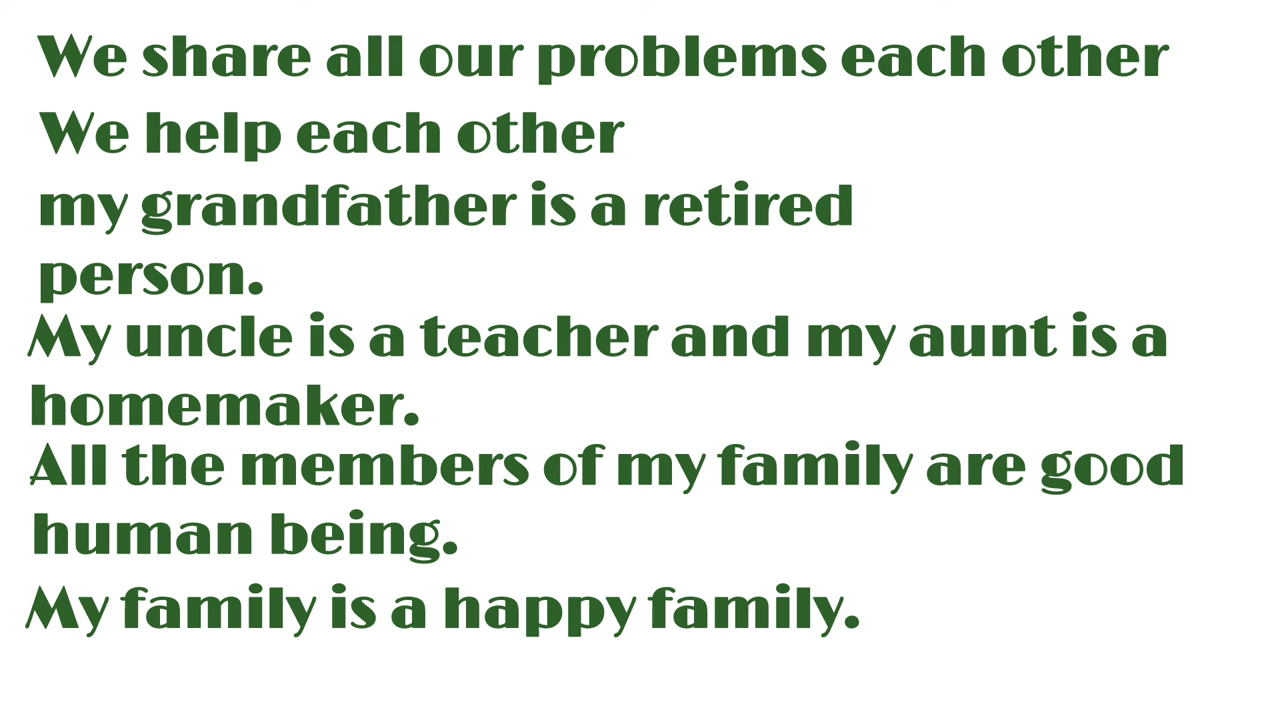 We share all our problems each other
We help each other
my grandfather is a retired
person.
My uncle is a teacher and my aunt is a
homemaker.
All the members of my family are good
human being.
My family is a happy family.